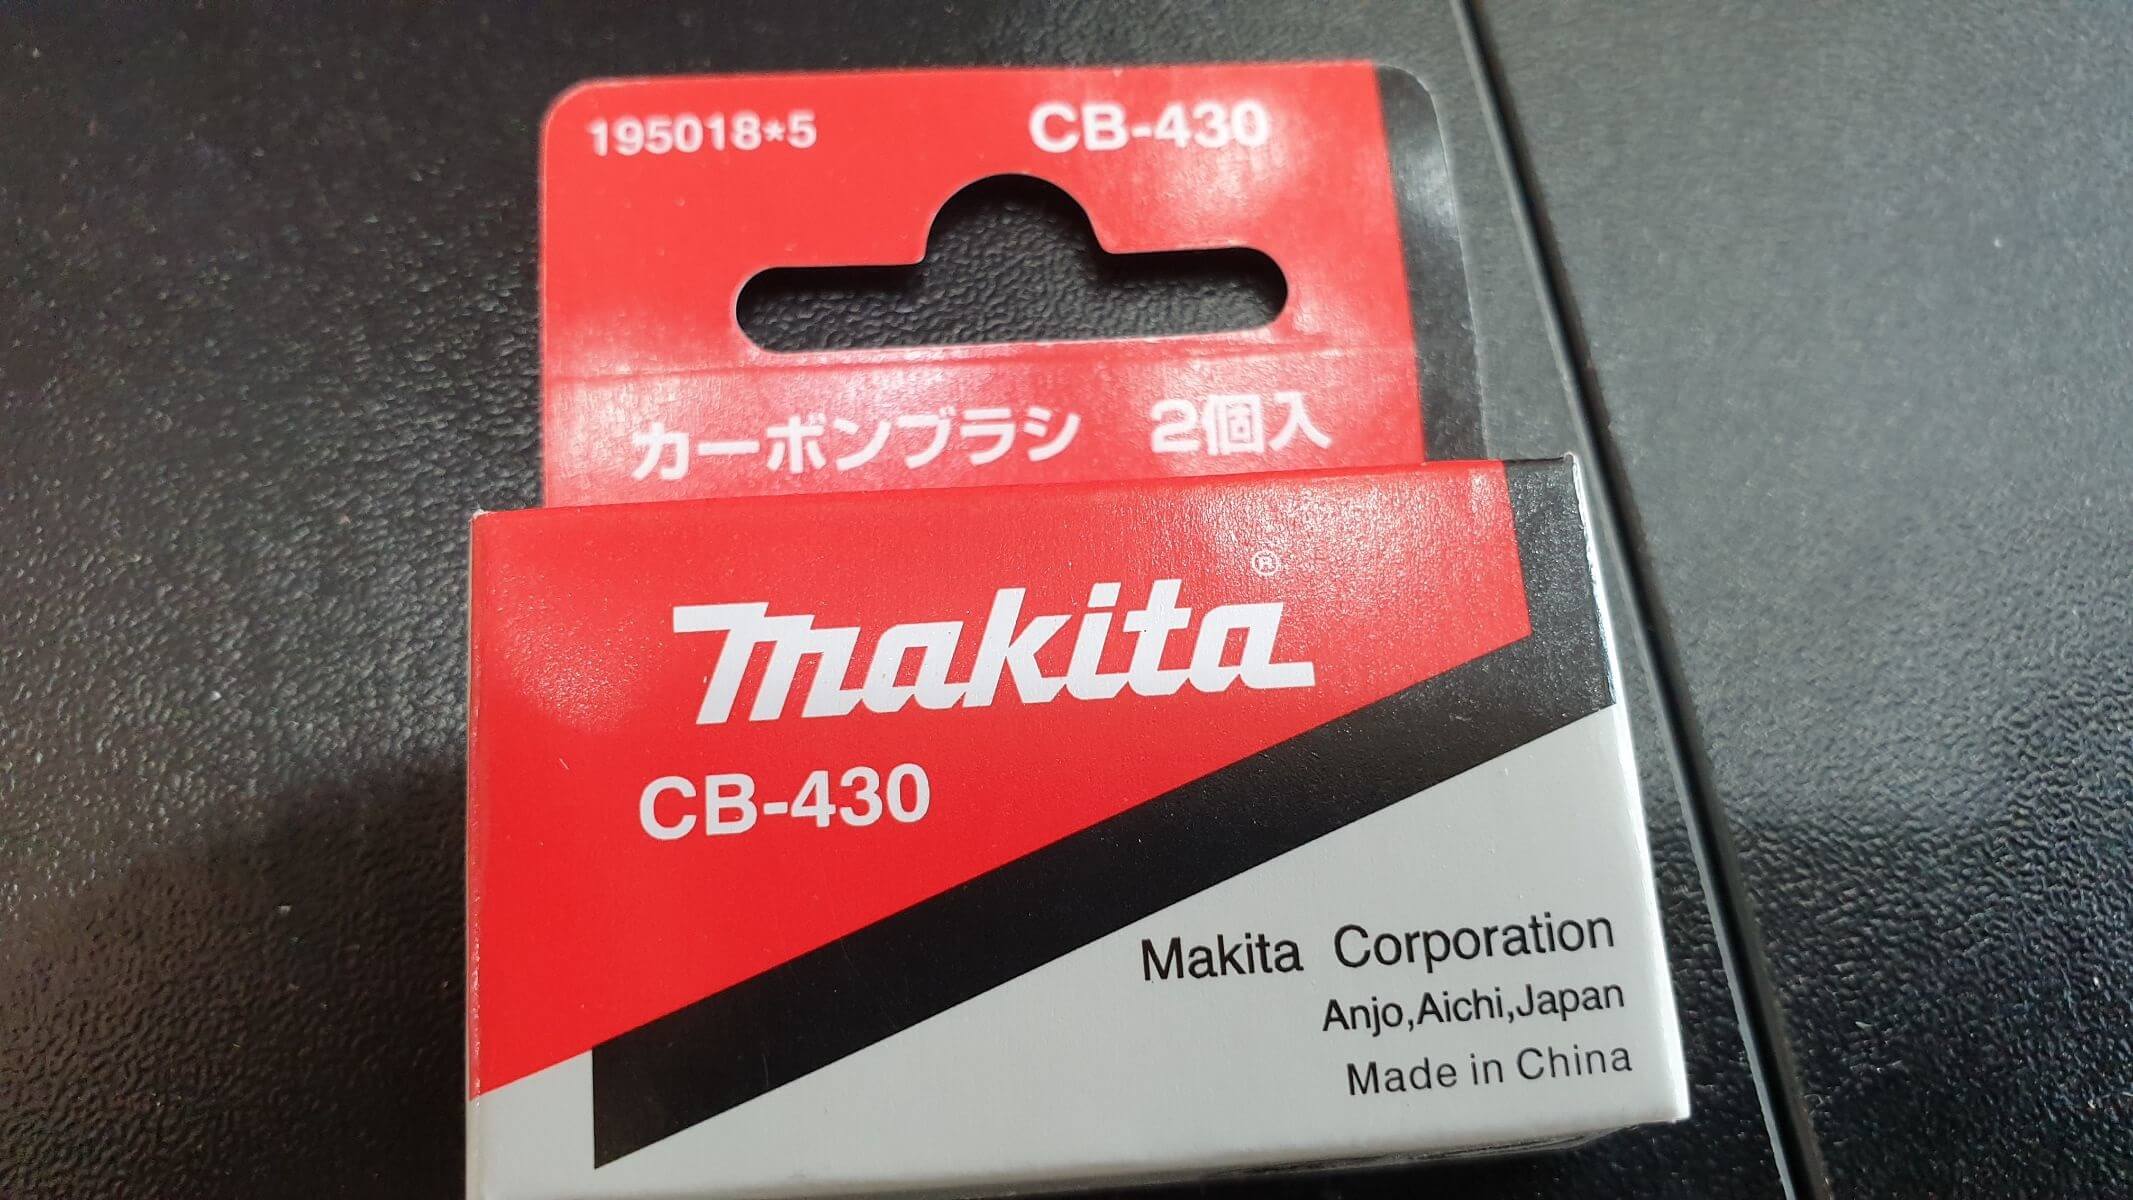 195018*5 CB-430
カーボンブラシ 2個入
makita®
CB-430
Makita Corporation
Anjo,Aichi,Japan
Made in China